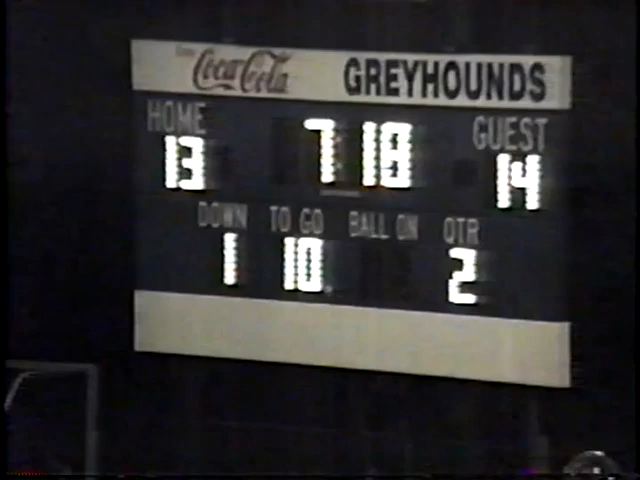 Coca-Cola GREYHOUNDS
HOME 7 18 GUEST
13 14
DOWN TO GO BALL ON QTR
1 10 2